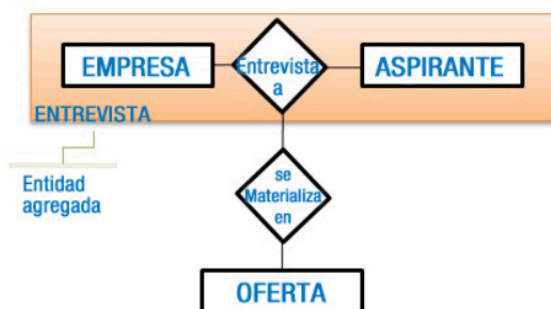 EMPRESA
Entrevista
a
ASPIRANTE
ENTREVISTA
Entidad
agregada
se
Materializa
en
OFERTA